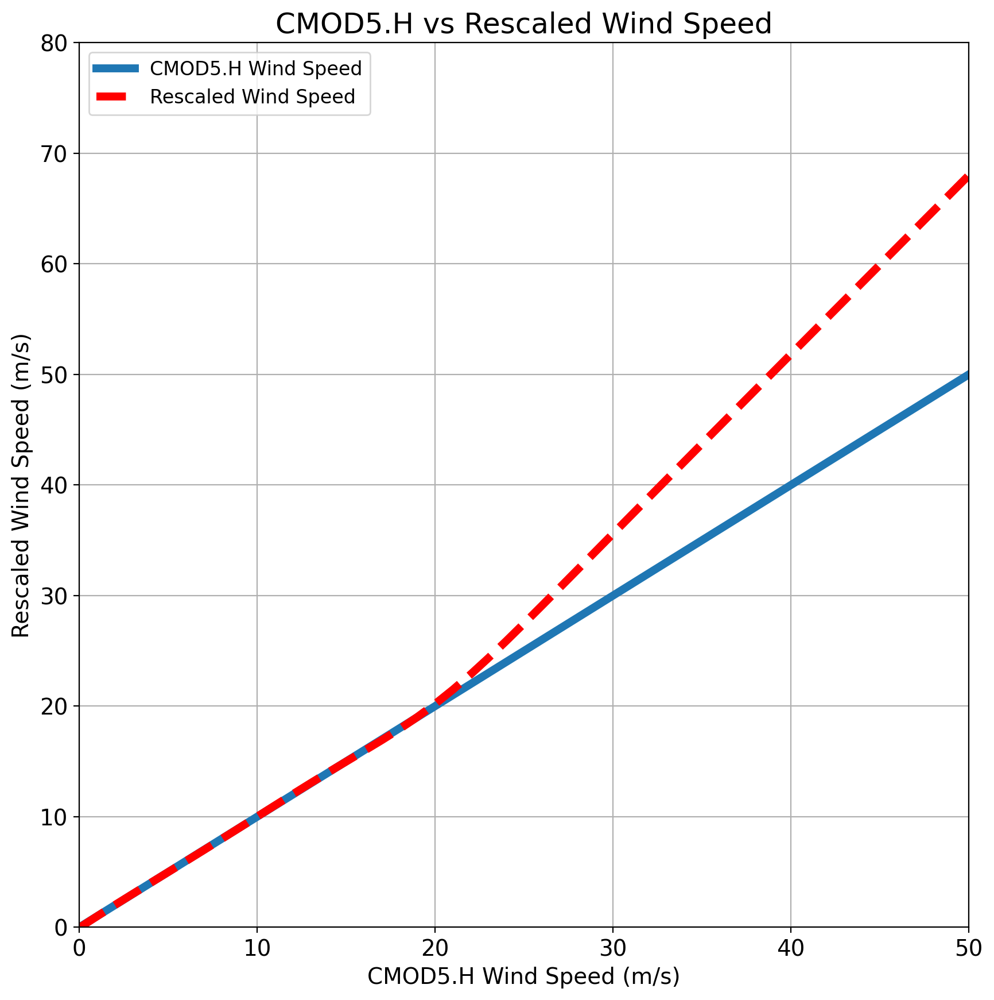 CMOD5.H vs Rescaled Wind Speed
CMOD5.H Wind Speed
Rescaled Wind Speed
80
70
60
50
40
30
20
10
0
Rescaled Wind Speed (m/s)
0 10 20 30 40 50
CMOD5.H Wind Speed (m/s)